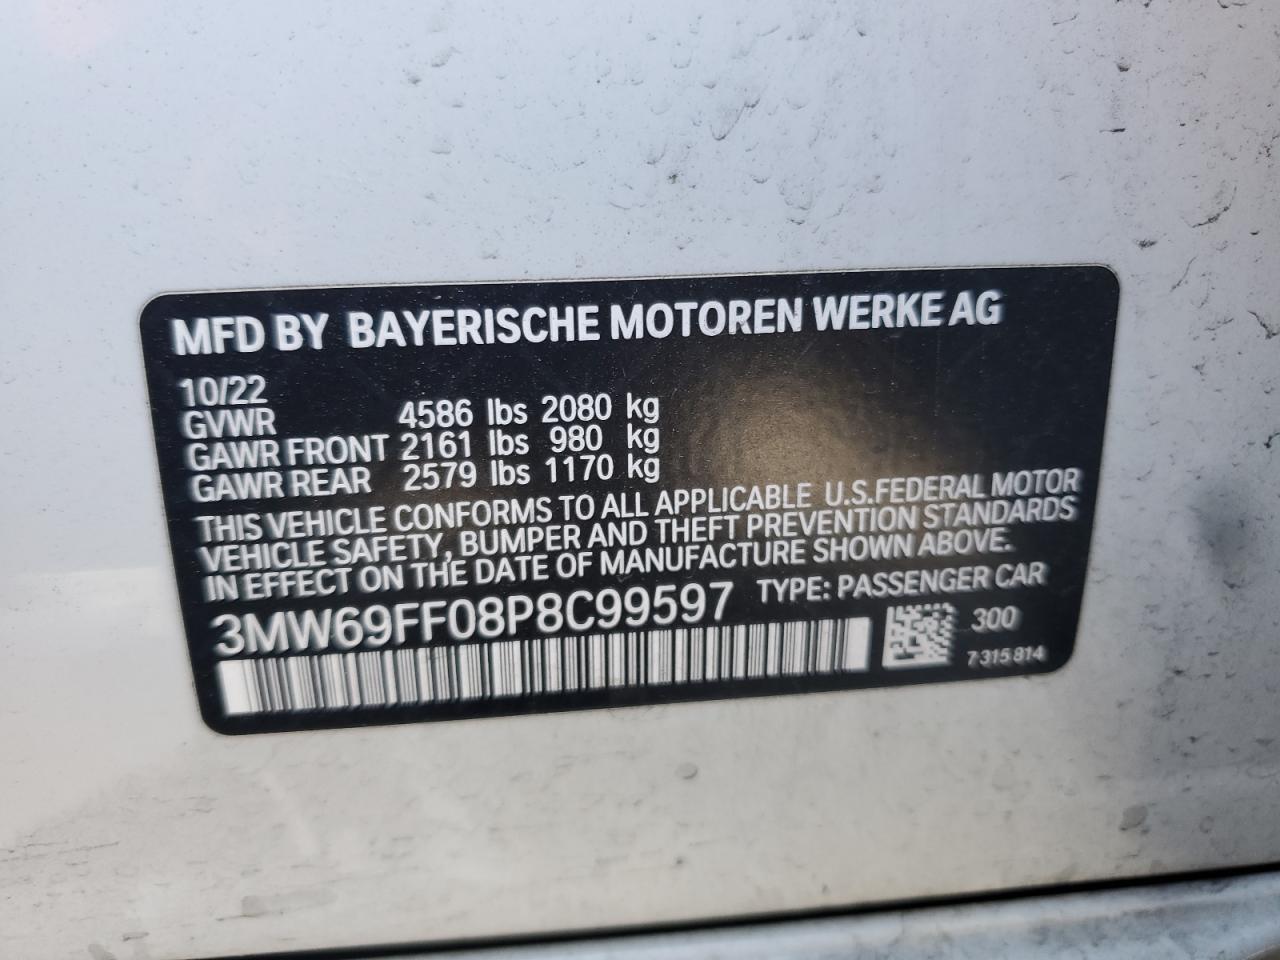 MFD BY BAYERISCHE MOTOREN WERKE AG
10/22
GVWR 4586 lbs 2080 kg
GAWR FRONT 2161 lbs 980 kg
GAWR REAR 2579 lbs 1170 kg
THIS VEHICLE CONFORMS TO ALL APPLICABLE U.S.FEDERAL MOTOR
VEHICLE SAFETY, BUMPER AND THEFT PREVENTION STANDARDS
IN EFFECT ON THE DATE OF MANUFACTURE SHOWN ABOVE.
3MW69FF08P8C99597 TYPE: PASSENGER CAR
300
7 315 814